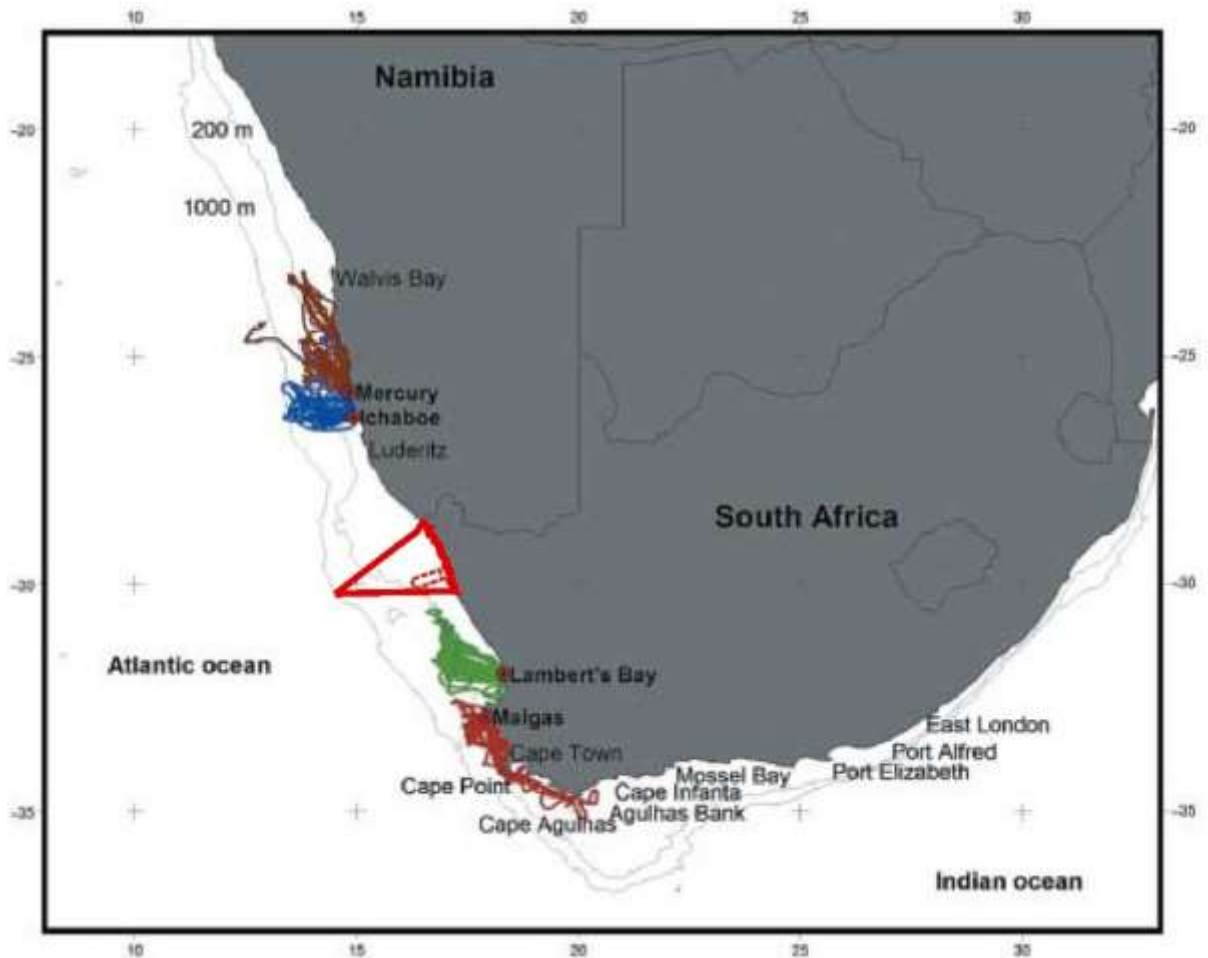 10 15 20 25 30
Namibia
-20 200 m -20
1000 m
Walvis Bay
-25 -25
Mercury
Ichaboe
Luderitz
South Africa
-30 -30
Atlantic ocean
Lambert's Bay
Malgas
East London
Cape Town
Port Alfred
Port Elizabeth
Mossel Bay
Cape Point
Cape Infanta
-35 Agulhas Bank -35
Cape Agulhas
Indian ocean
10 15 20 25 30